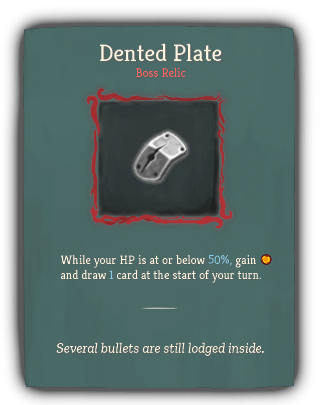 Dented Plate
Boss Relic
While your HP is at or below 50%, gain
and draw 1 card at the start of your turn.
Several bullets are still lodged inside.